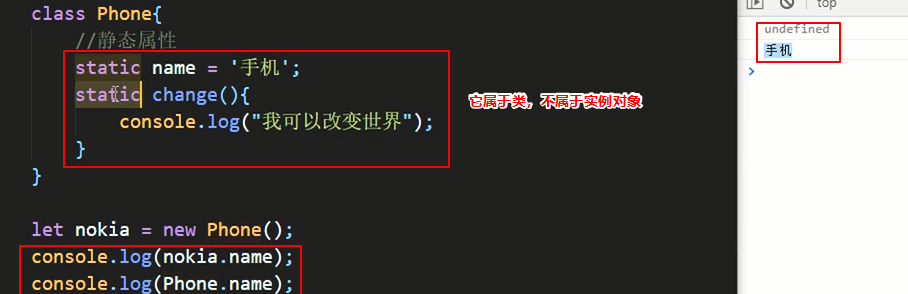 class Phone{
//静态属性
static name = '手机';
static change(){
console.log("我可以改变世界");
}
}
let nokia = new Phone();
console.log(nokia.name);
console.log(Phone.name);
它属于类，不属于实例对象
top
undefined
手机
>